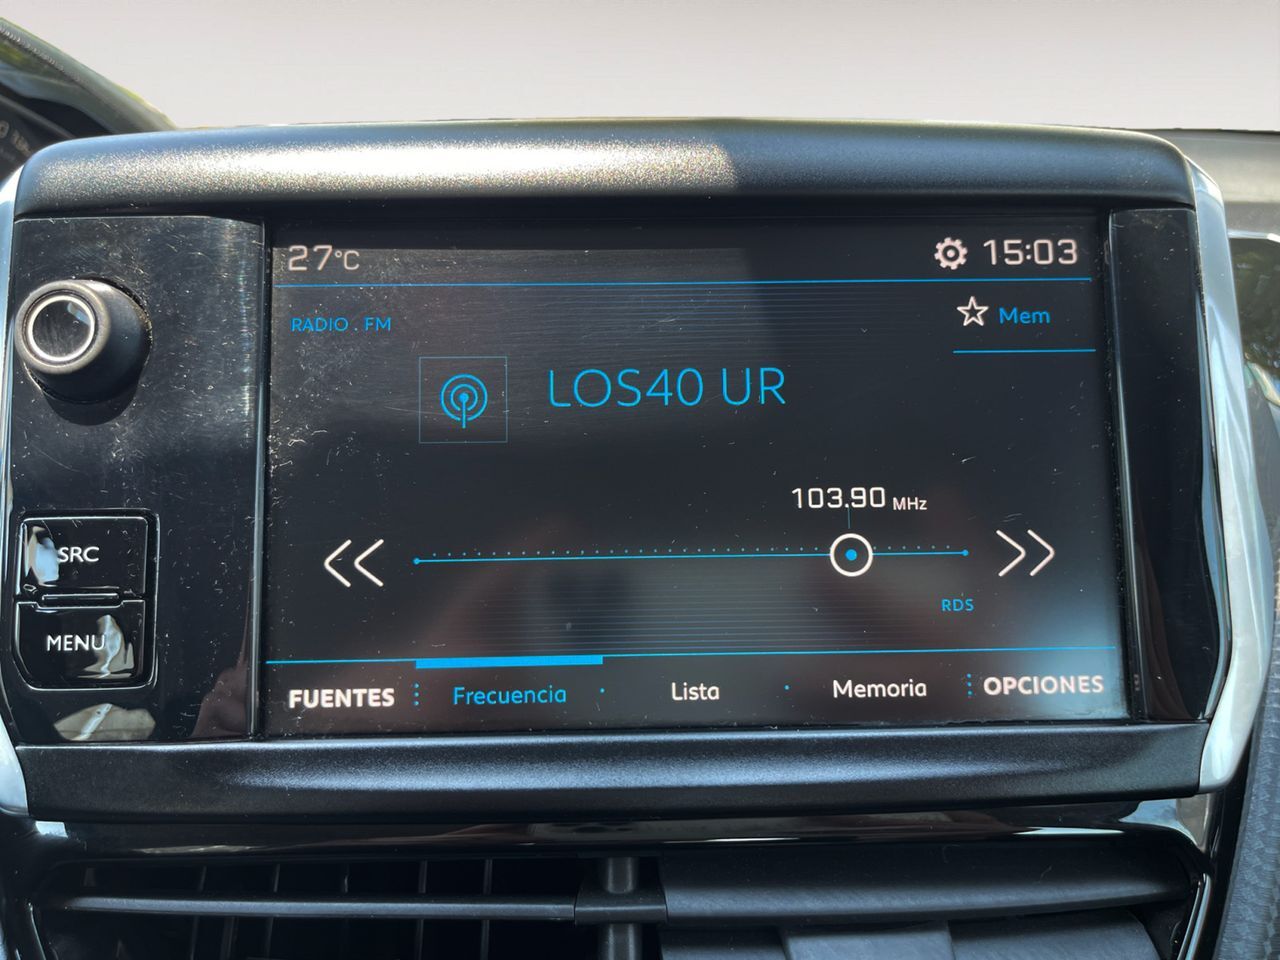 27°C
15:03
RADIO . FM
Mem
LOS40 UR
103.90 MHz
RDS
SRC
MENU
FUENTES
Frecuencia
Lista
Memoria
OPCIONES